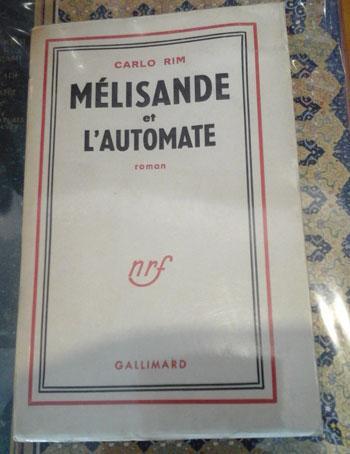 CARLO RIM
MÉLISANDE
et
L'AUTOMATE
roman
nrf
GALLIMARD